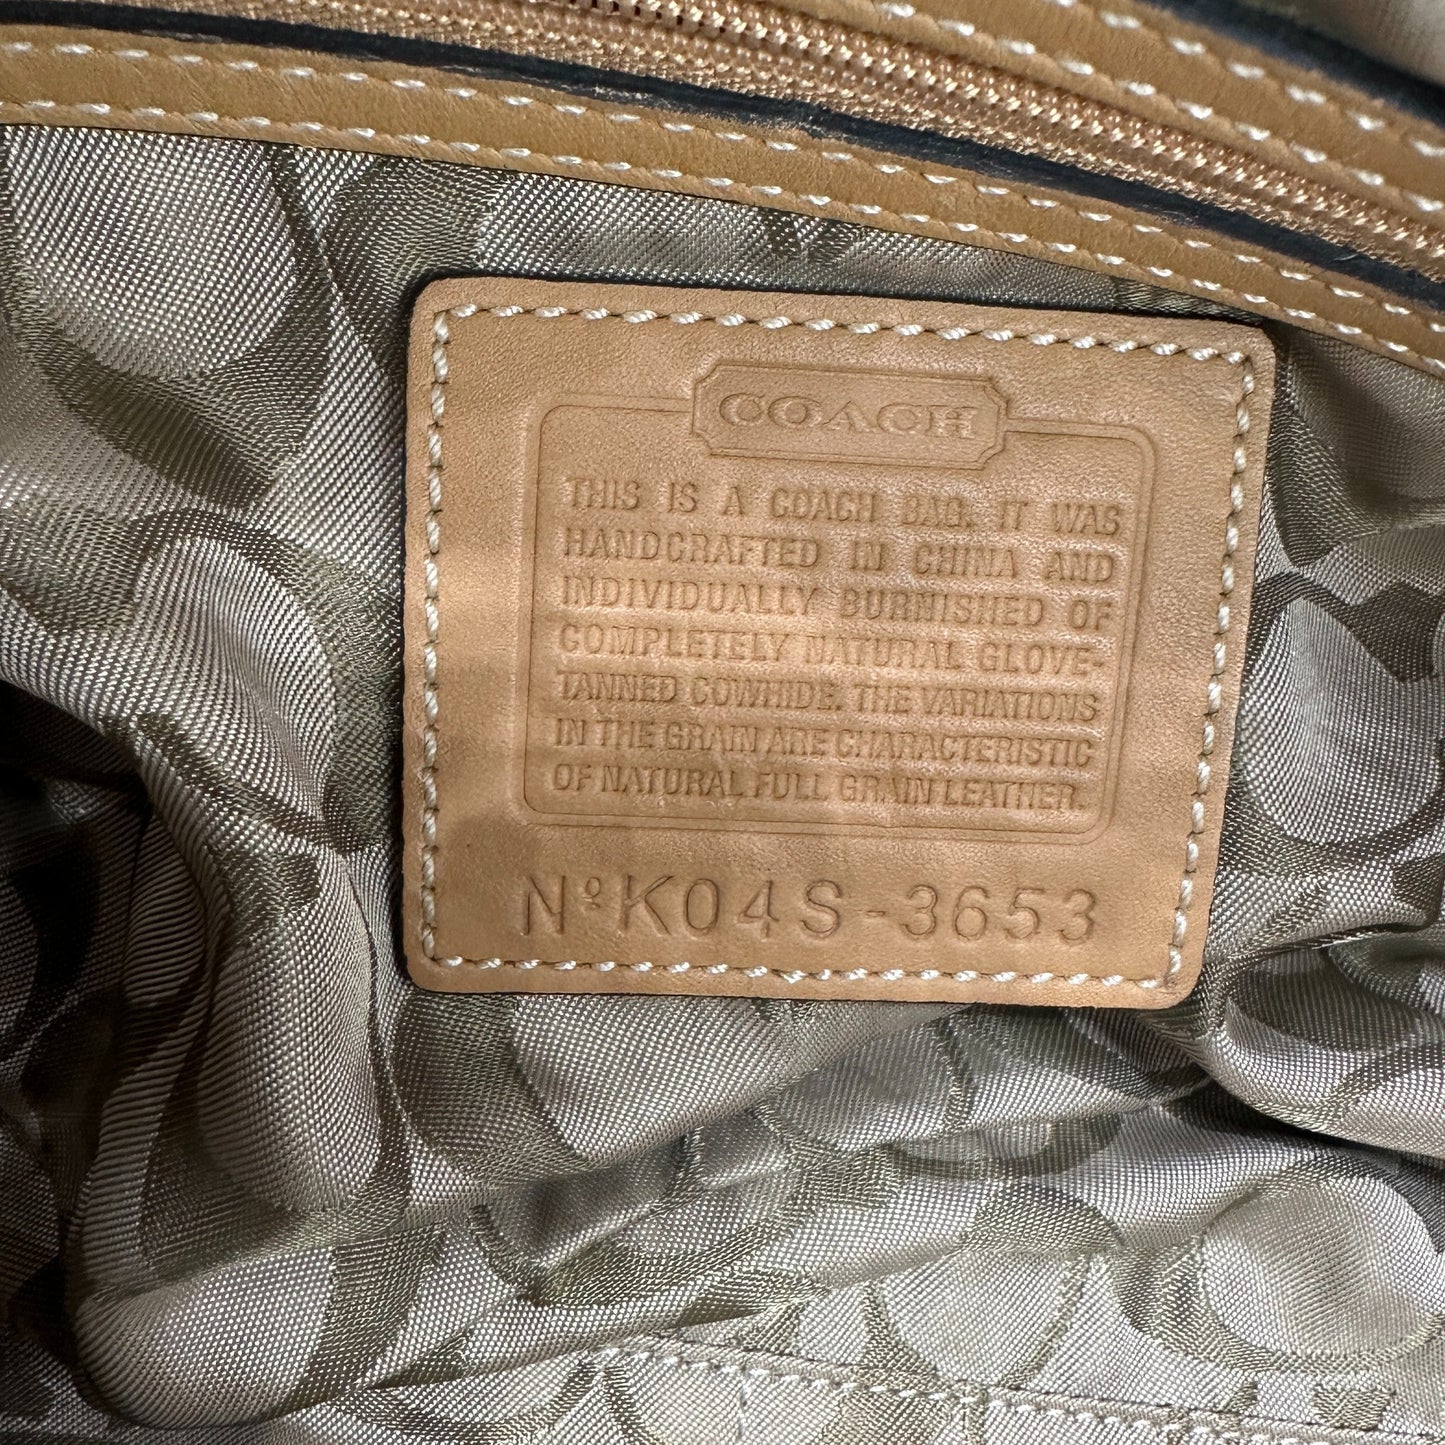 COACH
THIS IS A COACH BAG. IT WAS
HANDCRAFTED IN CHINA AND
INDIVIDUALLY BURNISHED OF
COMPLETELY NATURAL GLOVE-
TANNED COWHIDE. THE VARIATIONS
IN THE GRAIN ARE CHARACTERISTIC
OF NATURAL FULL GRAIN LEATHER.
Nº K04S-3653